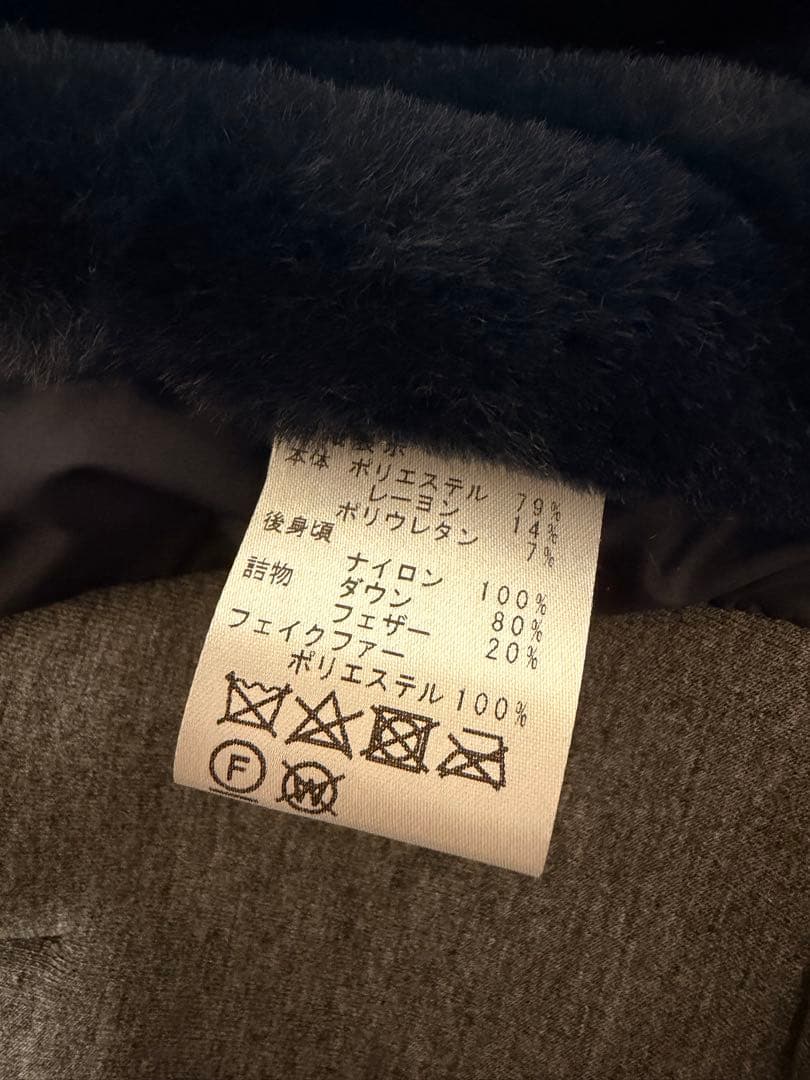 本体 ポリエステル 79%
レーヨン 14%
ポリウレタン 7%
後身頃
ナイロン 100%
詰物 ダウン 80%
フェザー 20%
フェイクファー
ポリエステル 100%
F
W